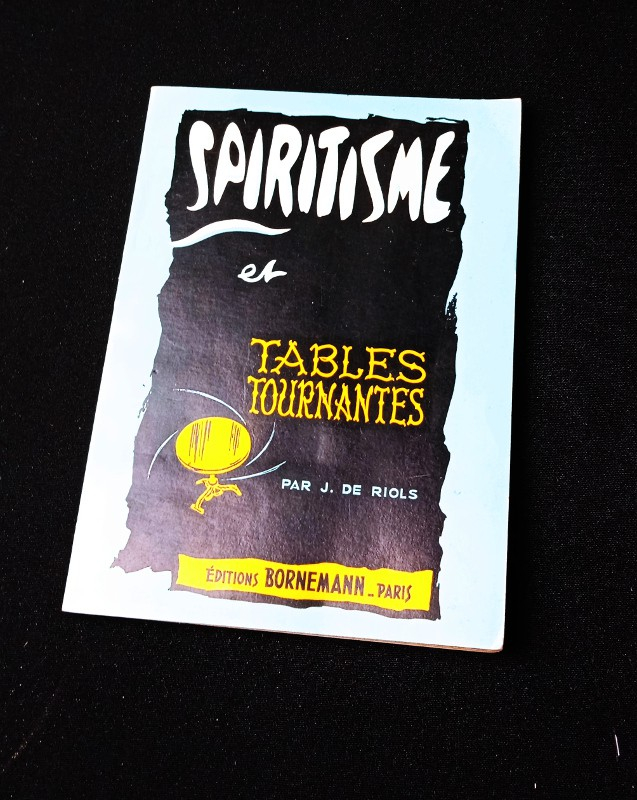 SPIRITISME
et
TABLES
TOURNANTES
PAR J. DE RIOLS
ÉDITIONS BORNEMANN - PARIS